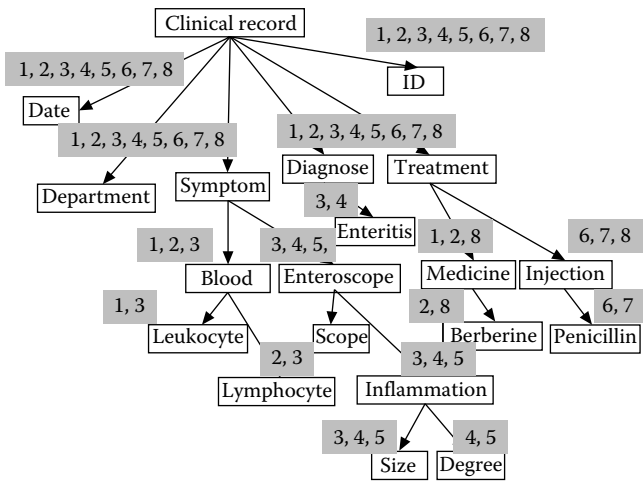 Clinical record
1, 2, 3, 4, 5, 6, 7, 8
1, 2, 3, 4, 5, 6, 7, 8
ID
Date
1, 2, 3, 4, 5, 6, 7, 8
1, 2, 3, 4, 5, 6, 7, 8
Department
Symptom
Diagnose
Treatment
3, 4
Enteritis
1, 2, 3
3, 4, 5,
1, 2, 8
6, 7, 8
Blood
Enteroscope
Medicine
Injection
1, 3
2, 8
6, 7
Leukocyte
Scope
Berberine
Penicillin
2, 3
3, 4, 5
Lymphocyte
Inflammation
3, 4, 5
4, 5
Size
Degree